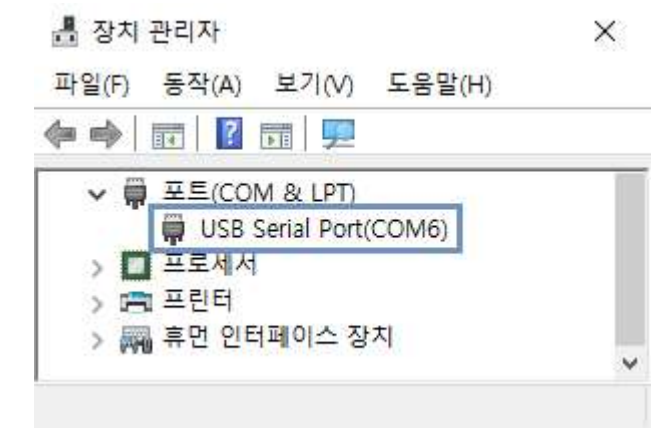 장치 관리자
파일(F) 동작(A) 보기(V) 도움말(H)
포트(COM & LPT)
USB Serial Port(COM6)
프로세서
프린터
휴먼 인터페이스 장치